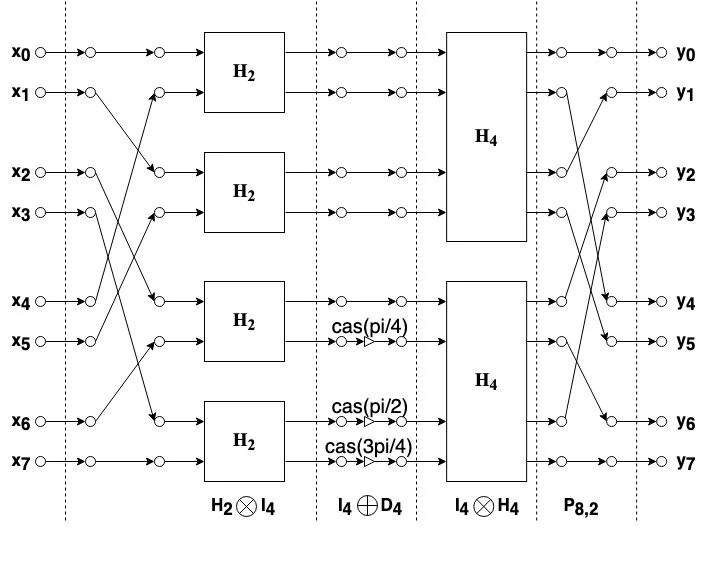 x0 H2 y0
x1 y1
x2 H2 H4 y2
x3 y3
x4 H2 y4
cas(pi/4)
x5 H4 y5
cas(pi/2)
x6 H2 y6
cas(3pi/4)
x7 y7
H2⊗I4 I4⊕D4 I4⊗H4 P8,2